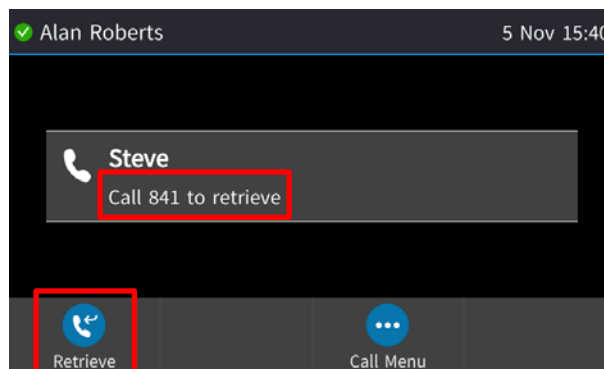 Alan Roberts 5 Nov 15:40
Steve
Call 841 to retrieve
Retrieve Call Menu